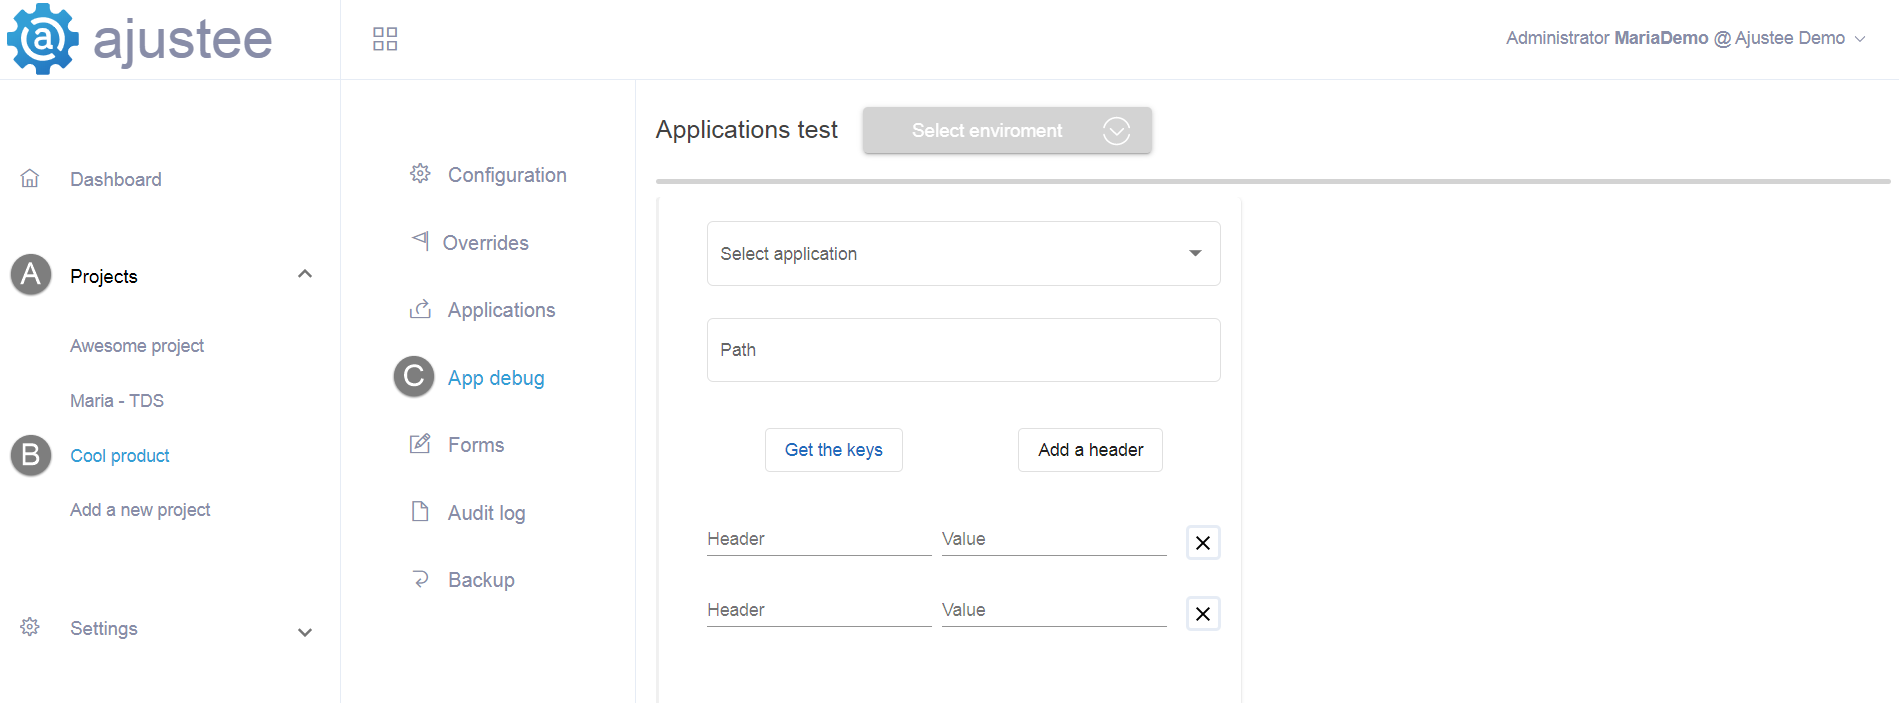 @ ajustee
Administrator MariaDemo @ Ajustee Demo
Dashboard
A Projects
Awesome project
Maria - TDS
B Cool product
Add a new project
Settings
Configuration
Overrides
Applications
C App debug
Forms
Audit log
Backup
Applications test
Select enviroment
Select application
Path
Get the keys
Add a header
Header Value
Header Value